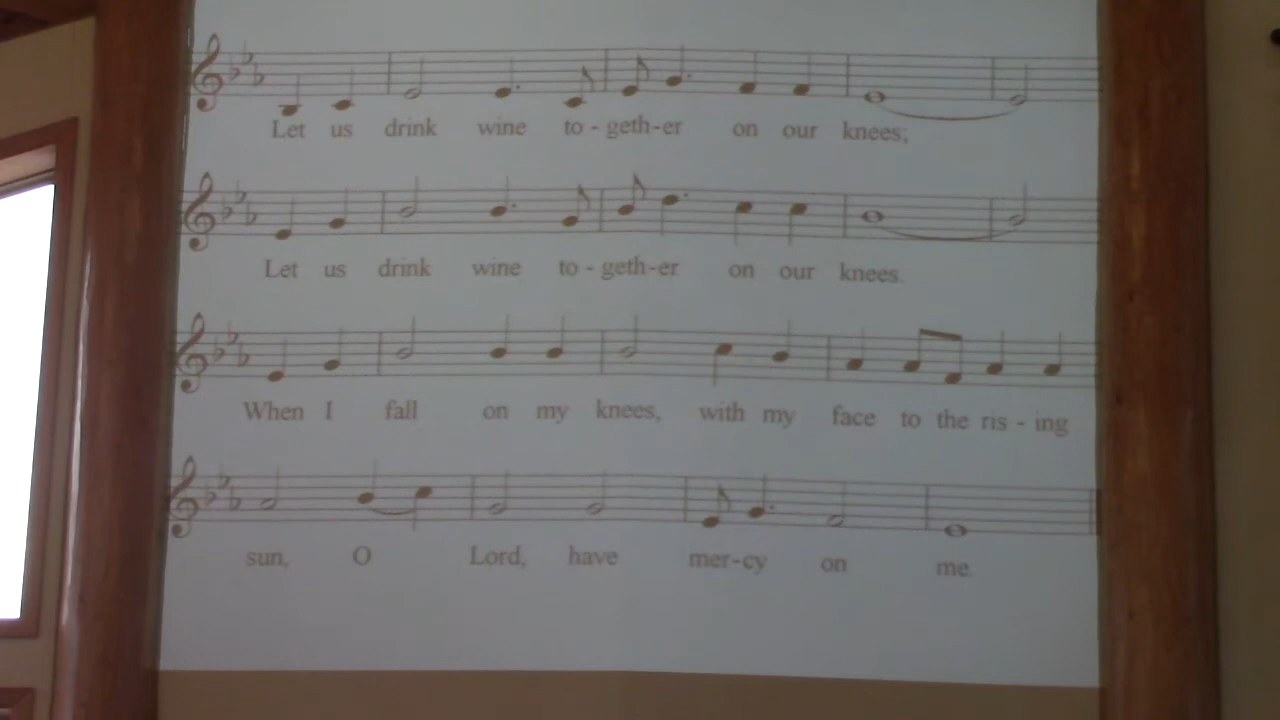 Let us drink wine to - geth-er on our knees;
Let us drink wine to - geth-er on our knees.
When I fall on my knees, with my face to the ris - ing
sun, O Lord, have mer-cy on me.